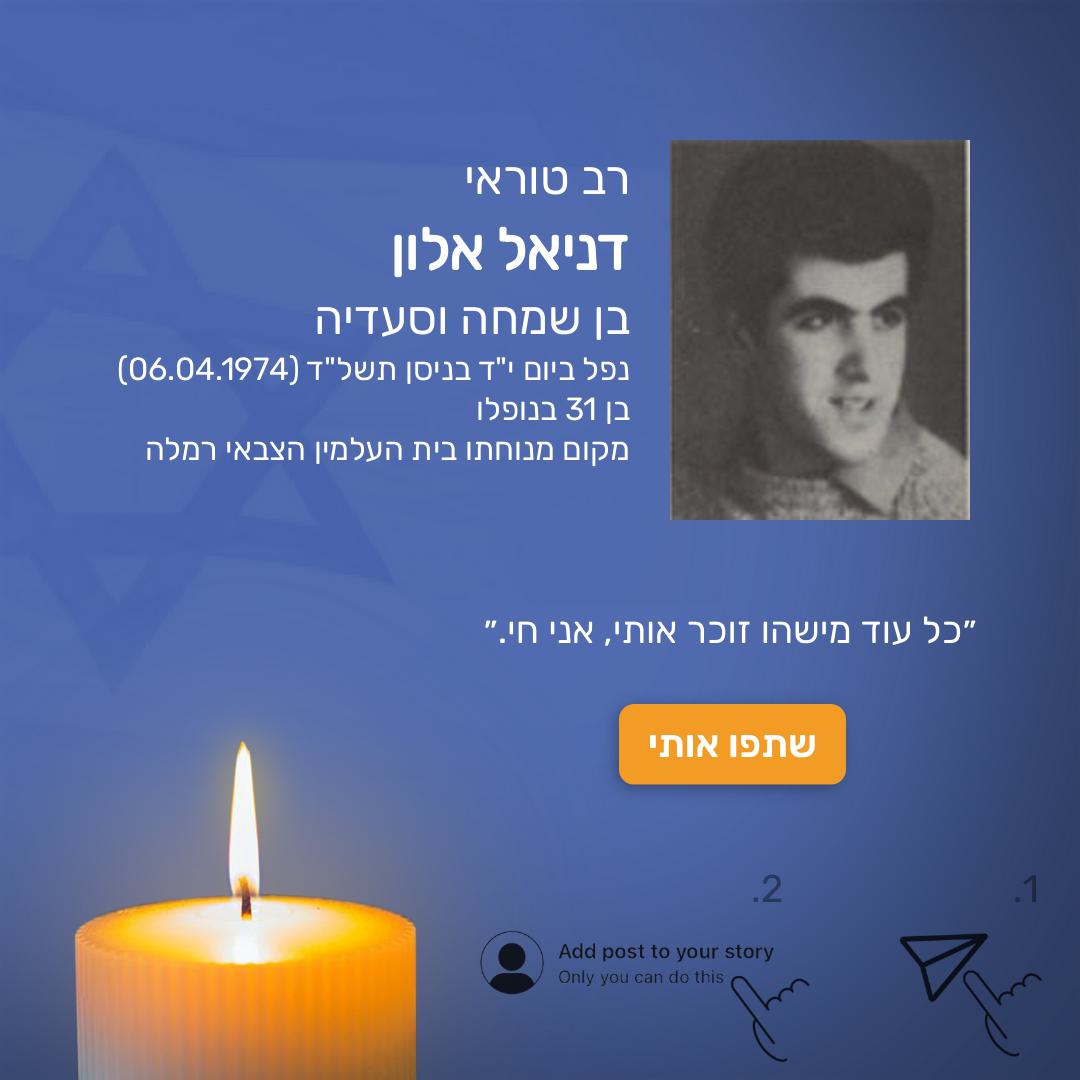 רב טוראי
דניאל אלון
בן שמחה וסעדיה
נפל ביום י"ד בניסן תשל"ד (06.04.1974)
בן 31 בנופלו
מקום מנוחתו בית העלמין הצבאי רמלה
״כל עוד מישהו זוכר אותי, אני חי.״
שתפו אותי
1.
2.
Add post to your story
Only you can do this